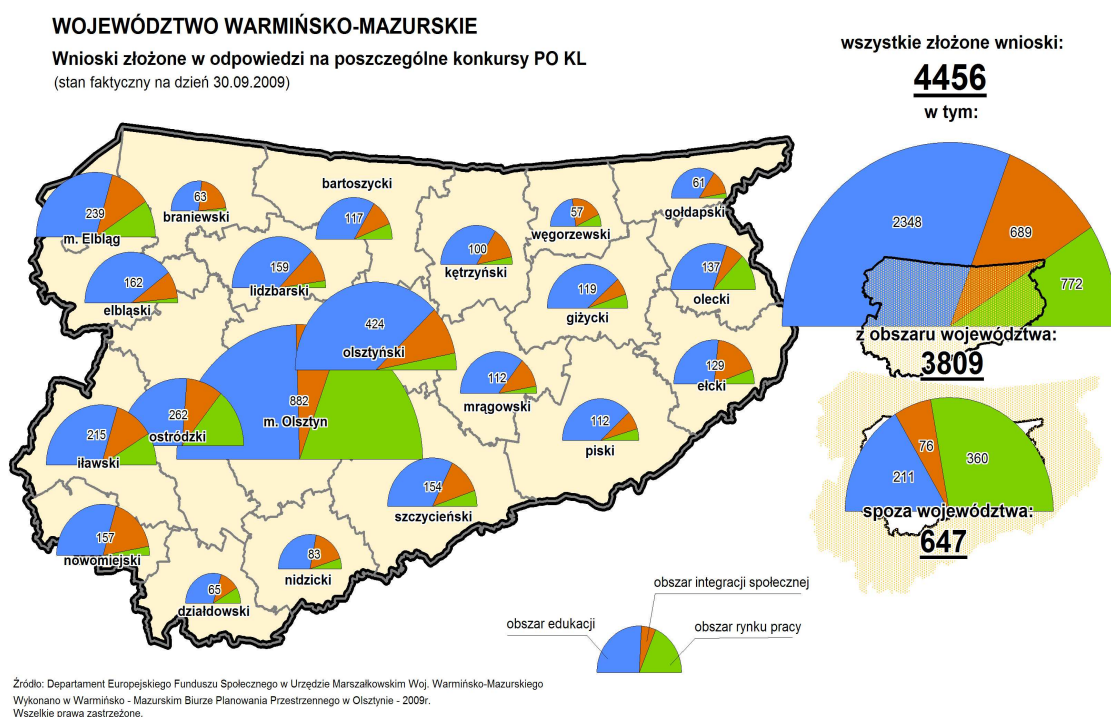 WOJEWÓDZTWO WARMIŃSKO-MAZURSKIE
Wnioski złożone w odpowiedzi na poszczególne konkursy PO KL
(stan faktyczny na dzień 30.09.2009)
wszystkie złożone wnioski:
4456
w tym:
2348
689
772
z obszaru województwa:
3809
76
211
360
spoza województwa:
647
239
m. Elbląg
63
braniewski
bartoszycki
117
61
gołdapski
57
węgorzewski
100
kętrzyński
162
elbląski
159
lidzbarski
119
giżycki
137
olecki
424
olsztyński
882
m. Olsztyn
262
ostródzki
215
iławski
112
mrągowski
129
ełcki
112
piski
154
szczycieński
157
nowomiejski
83
nidzicki
65
działdowski
obszar integracji społecznej
obszar edukacji
obszar rynku pracy
Źródło: Departament Europejskiego Funduszu Społecznego w Urzędzie Marszałkowskim Woj. Warmińsko-Mazurskiego
Wykonano w Warmińsko - Mazurskim Biurze Planowania Przestrzennego w Olsztynie - 2009r.
Wszelkie prawa zastrzeżone.